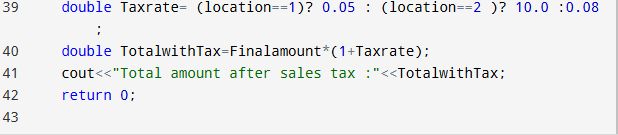 39 double Taxrate= (location==1)? 0.05 : (location==2 )? 10.0 :0.08
;
40 double TotalwithTax=Finalamount*(1+Taxrate);
41 cout<<"Total amount after sales tax :"<<TotalwithTax;
42 return 0;
43